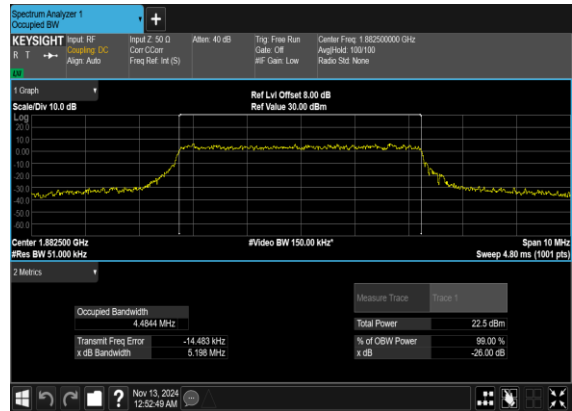 Spectrum Analyzer 1
Occupied BW
+
KEYSIGHT Input: RF Input Z: 50 Ω Atten: 40 dB Trig: Free Run Center Freq: 1.882500000 GHz
R T Coupling: DC Corr CCorr Gate: Off Avg|Hold: 100/100
Align: Auto Freq Ref: Int (S) #IF Gain: Low Radio Std: None
LW
1 Graph
Ref Lvl Offset 8.00 dB
Scale/Div 10.0 dB Ref Value 30.00 dBm
Log
20.0
10.0
0.00
-10.0
-20.0
-30.0
-40.0
-50.0
-60.0
Center 1.882500 GHz #Video BW 150.00 kHz* Span 10 MHz
#Res BW 51.000 kHz Sweep 4.80 ms (1001 pts)
2 Metrics
Measure Trace Trace 1
Occupied Bandwidth
4.4844 MHz Total Power 22.5 dBm
Transmit Freq Error -14.483 kHz % of OBW Power 99.00 %
x dB Bandwidth 5.198 MHz x dB -26.00 dB
? Nov 13, 2024
12:52:49 AM